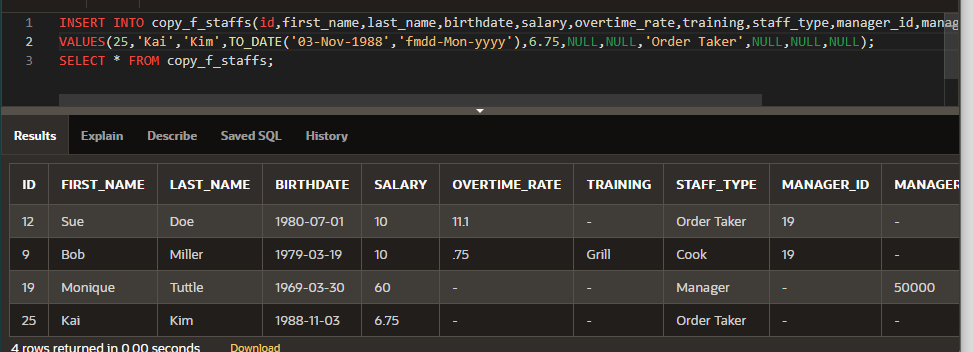 1 INSERT INTO copy_f_staffs(id,first_name,last_name,birthdate,salary,overtime_rate,training,staff_type,manager_id,manag
2 VALUES(25,'Kai','Kim',TO_DATE('03-Nov-1988','fmdd-Mon-yyyy'),6.75,NULL,NULL,'Order Taker',NULL,NULL,NULL);
3 SELECT * FROM copy_f_staffs;
Results Explain Describe Saved SQL History
ID FIRST_NAME LAST_NAME BIRTHDATE SALARY OVERTIME_RATE TRAINING STAFF_TYPE MANAGER_ID MANAGER
12 Sue Doe 1980-07-01 10 11.1 - Order Taker 19 -
9 Bob Miller 1979-03-19 10 .75 Grill Cook 19 -
19 Monique Tuttle 1969-03-30 60 - - Manager - 50000
25 Kai Kim 1988-11-03 6.75 - - Order Taker - -
4 rows returned in 0.00 seconds Download